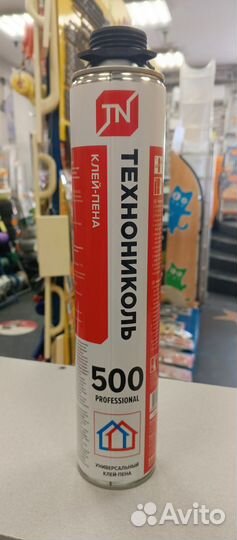 TN
КЛЕЙ-ПЕНА
ТЕХНОНИКОЛЬ
500
PROFESSIONAL
УНИВЕРСАЛЬНЫЙ
КЛЕЙ-ПЕНА
Avito